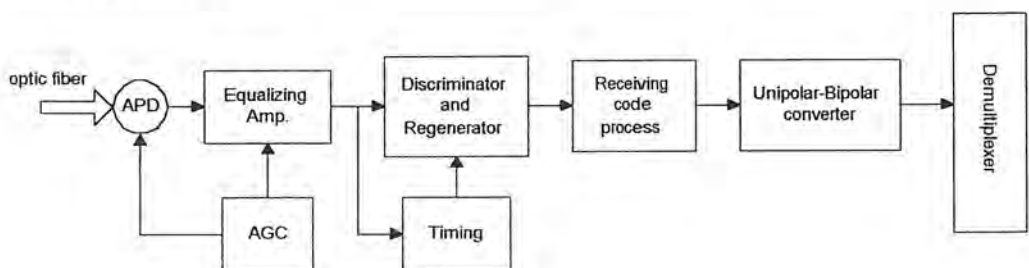 optic fiber
APD
Equalizing
Amp.
Discriminator
and
Regenerator
Receiving
code
process
Unipolar-Bipolar
converter
Demultiplexer
AGC
Timing